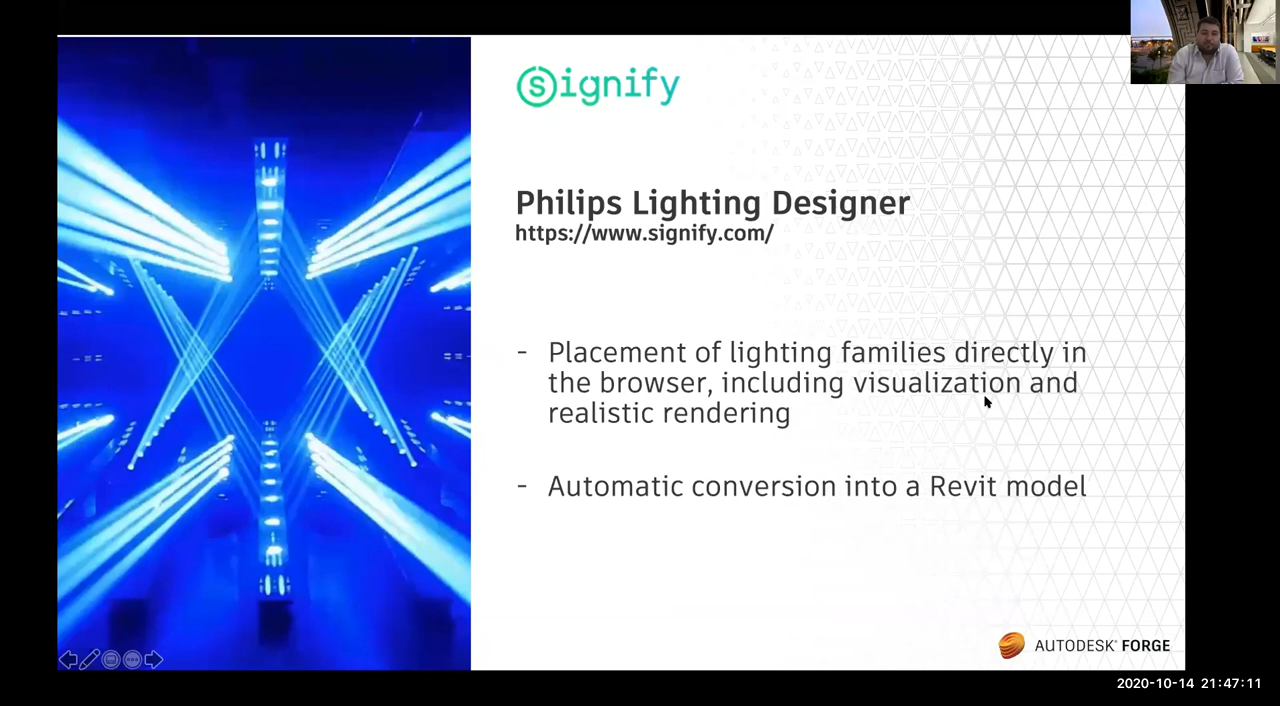 signify
Philips Lighting Designer
https://www.signify.com/
- Placement of lighting families directly in
the browser, including visualization and
realistic rendering
- Automatic conversion into a Revit model
AUTODESK® FORGE
2020-10-14 21:47:11